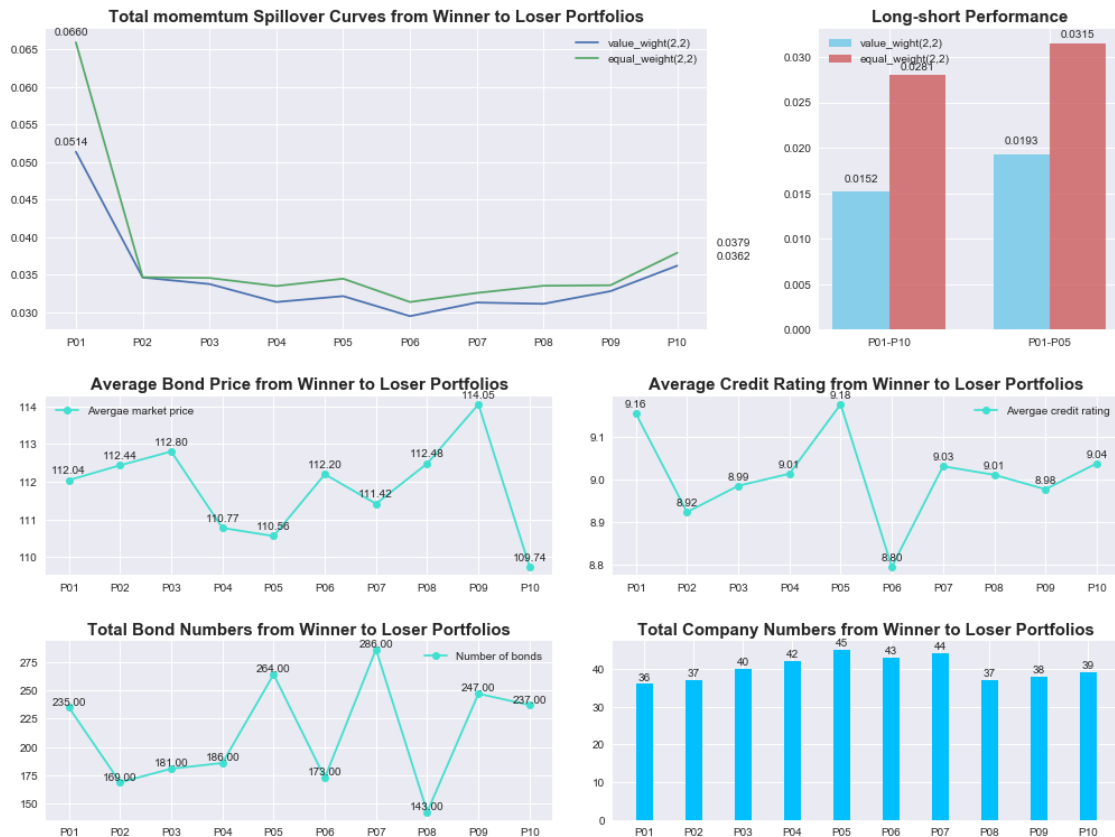 Total momemtum Spillover Curves from Winner to Loser Portfolios
0.0660
0.0514
0.0379
0.0362
value_wight(2,2)
equal_weight(2,2)
0.065
0.060
0.055
0.050
0.045
0.040
0.035
0.030
P01 P02 P03 P04 P05 P06 P07 P08 P09 P10
Long-short Performance
value_wight(2,2)
equal_weight(2,2)
0.0315
0.0281
0.0193
0.0152
0.030
0.025
0.020
0.015
0.010
0.005
0.000
P01-P10 P01-P05
Average Bond Price from Winner to Loser Portfolios
Avergae market price
114
113
112
111
110
112.04 112.44 112.80 110.77 110.56 112.20 111.42 112.48 114.05 109.74
P01 P02 P03 P04 P05 P06 P07 P08 P09 P10
Average Credit Rating from Winner to Loser Portfolios
Avergae credit rating
9.1
9.0
8.9
8.8
9.16 8.92 8.99 9.01 9.18 8.80 9.03 9.01 8.98 9.04
P01 P02 P03 P04 P05 P06 P07 P08 P09 P10
Total Bond Numbers from Winner to Loser Portfolios
Number of bonds
275
250
225
200
175
150
235.00 169.00 181.00 186.00 264.00 173.00 286.00 143.00 247.00 237.00
P01 P02 P03 P04 P05 P06 P07 P08 P09 P10
Total Company Numbers from Winner to Loser Portfolios
40
30
20
10
0
36 37 40 42 45 43 44 37 38 39
P01 P02 P03 P04 P05 P06 P07 P08 P09 P10